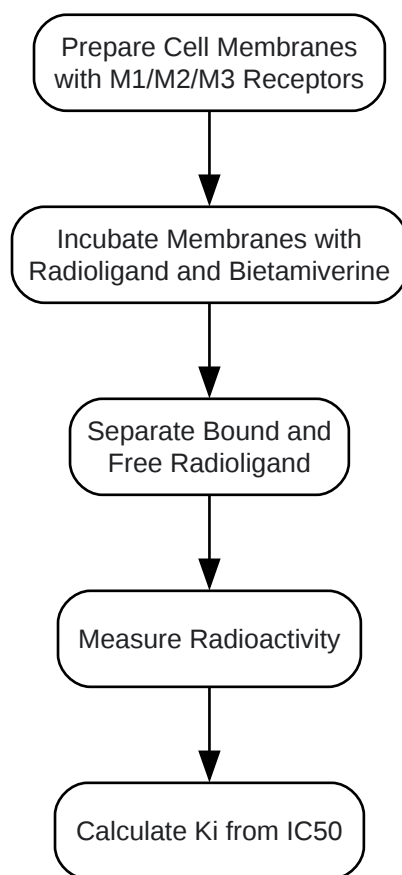 Prepare Cell Membranes
with M1/M2/M3 Receptors
Incubate Membranes with
Radioligand and Bietamiverine
Separate Bound and
Free Radioligand
Measure Radioactivity
Calculate Ki from IC50